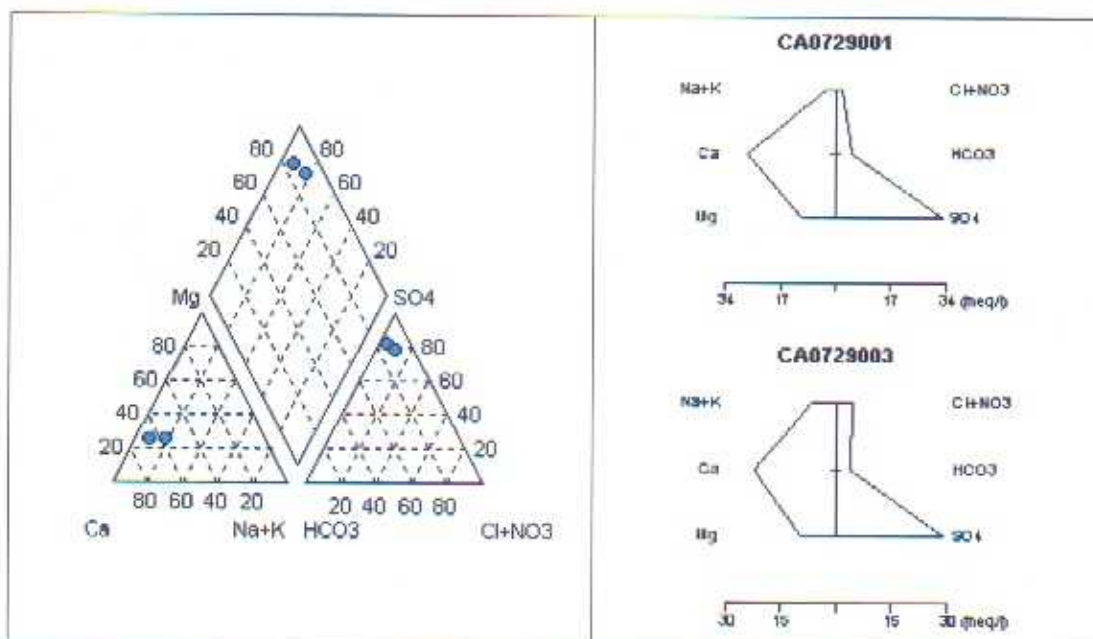 80 80
60 60
40 40
20 20
Mg SO4
80 80
60 60
40 40
20 20
80 60 40 20 20 40 60 80
Ca Na+K HCO3 Cl+NO3
CA0729001
Na+K Cl+NO3
Ca HCO3
Mg SO4
34 17 17 34 (meq/l)
CA0729003
Na+K Cl+NO3
Ca HCO3
Mg SO4
30 15 15 30 (meq/l)